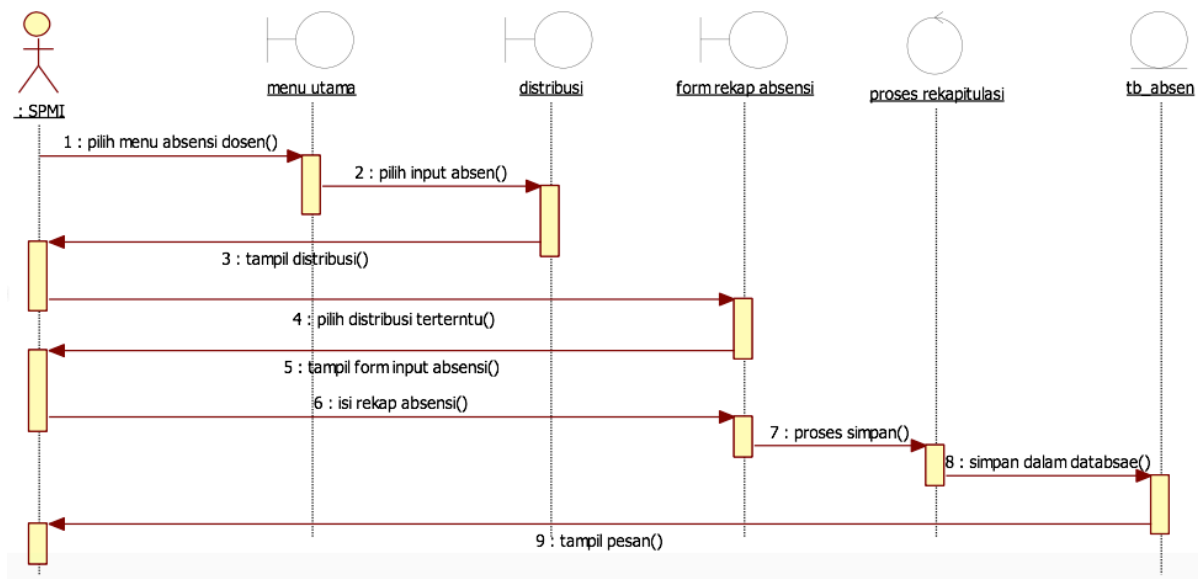 : SPMI
menu utama
distribusi
form rekap absensi
proses rekapitulasi
tb_absen
1 : pilih menu absensi dosen()
2 : pilih input absen()
3 : tampil distribusi()
4 : pilih distribusi terterntu()
5 : tampil form input absensi()
6 : isi rekap absensi()
7 : proses simpan()
8 : simpan dalam databsae()
9 : tampil pesan()